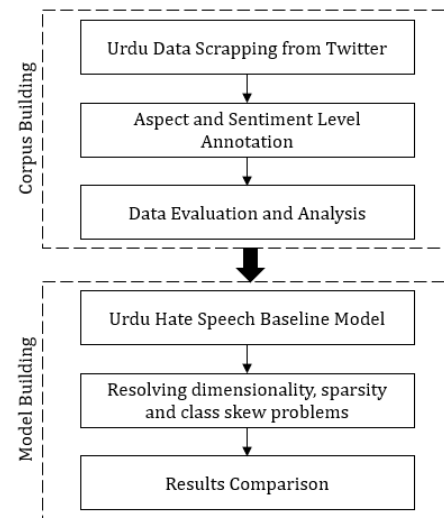 Corpus Building
Urdu Data Scrapping from Twitter
Aspect and Sentiment Level
Annotation
Data Evaluation and Analysis
Model Building
Urdu Hate Speech Baseline Model
Resolving dimensionality, sparsity
and class skew problems
Results Comparison